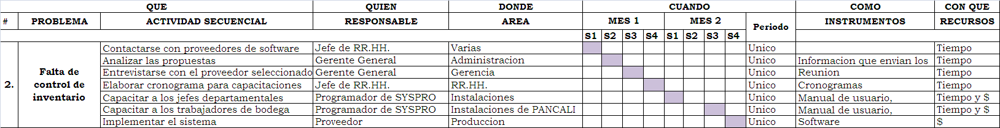 QUE QUIEN DONDE CUANDO COMO CON QUE
# PROBLEMA ACTIVIDAD SECUENCIAL RESPONSABLE AREA MES 1 MES 2 Periodo INSTRUMENTOS RECURSOS
S1 S2 S3 S4 S1 S2 S3 S4
2. Falta de control de inventario
Contactarse con proveedores de software Jefe de RR.HH. Varias Unico Tiempo
Analizar las propuestas Gerente General Administracion Unico Informacion que envian los Tiempo
Entrevistarse con el proveedor seleccionado Gerente General Gerencia Unico Reunion Tiempo
Elaborar cronograma para capacitaciones Jefe de RR.HH. RR.HH. Unico Cronogramas Tiempo
Capacitar a los jefes departamentales Programador de SYSPRO Instalaciones Unico Manual de usuario, Tiempo y $
Capacitar a los trabajadores de bodega Programador de SYSPRO Instalaciones de PANCALI Unico Manual de usuario, Tiempo y $
Implementar el sistema Proveedor Produccion Unico Software $